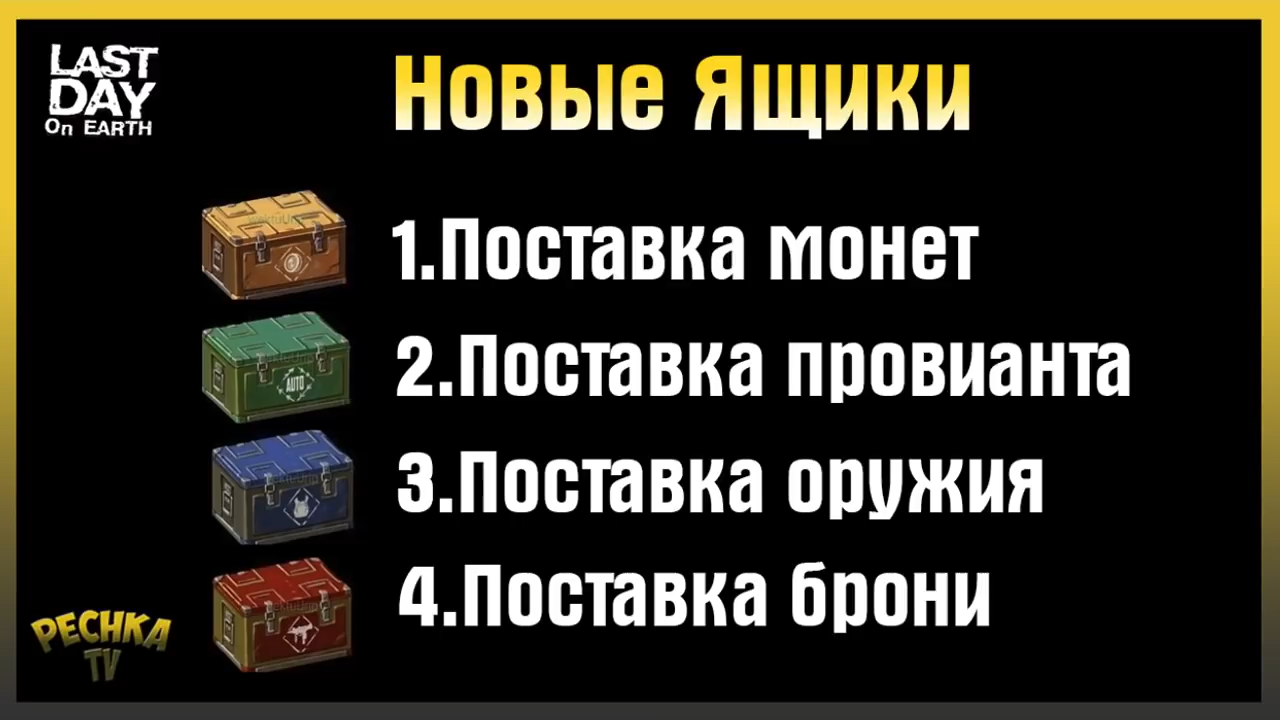 LAST
DAY
On EARTH
Новые Ящики
1.Поставка монет
AUTO
2.Поставка провианта
3.Поставка оружия
4.Поставка брони
PECHKA
TV